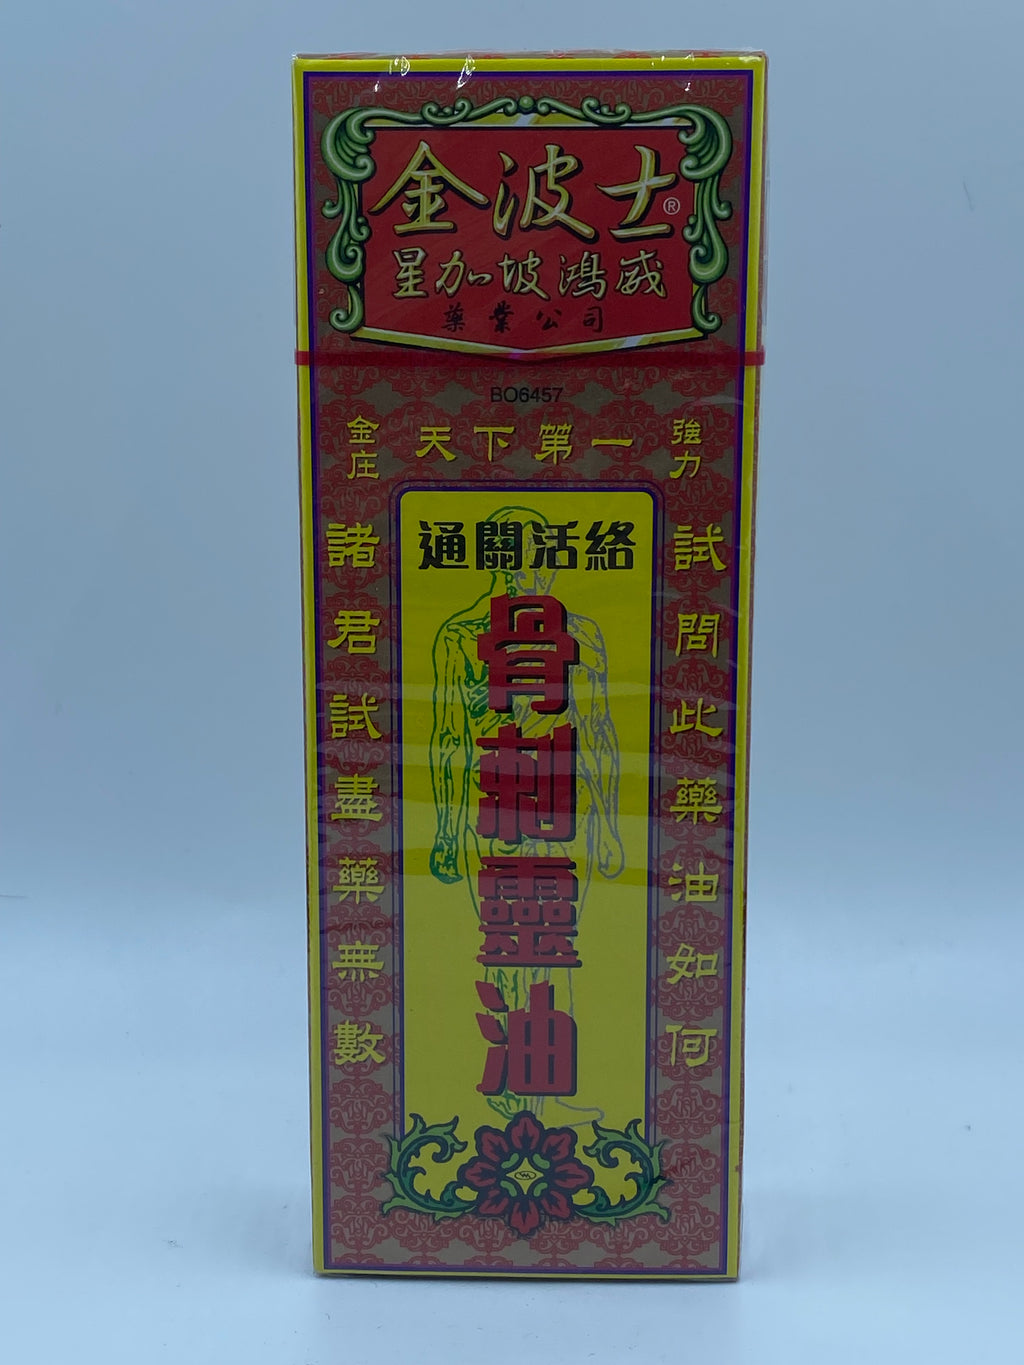 金波士®
星加坡鴻威
藥業公司
BO6457
金庄
天下第一
強力
通關活絡
骨刺靈油
諸君試盡藥無數
試問此藥油如何